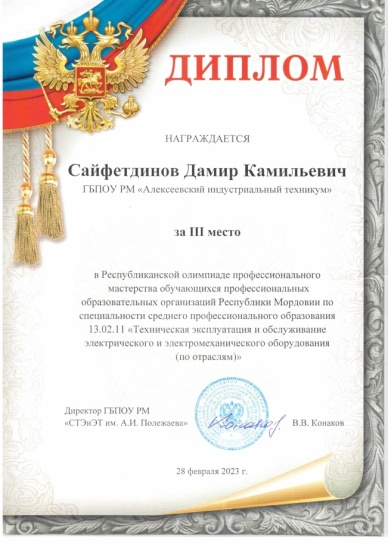 ДИПЛОМ
НАГРАЖДАЕТСЯ
Сайфетдинов Дамир Камильевич
ГБПОУ РМ «Алексеевский индустриальный техникум»
за III место
в Республиканской олимпиаде профессионального
мастерства обучающихся профессиональных
образовательных организаций Республики Мордовии по
специальности среднего профессионального образования
13.02.11 «Техническая эксплуатация и обслуживание
электрического и электромеханического оборудования
(по отраслям)»
Директор ГБПОУ РМ
«СТЭиЭТ им. А.И. Полежаева»
В.В. Конаков
28 февраля 2023 г.